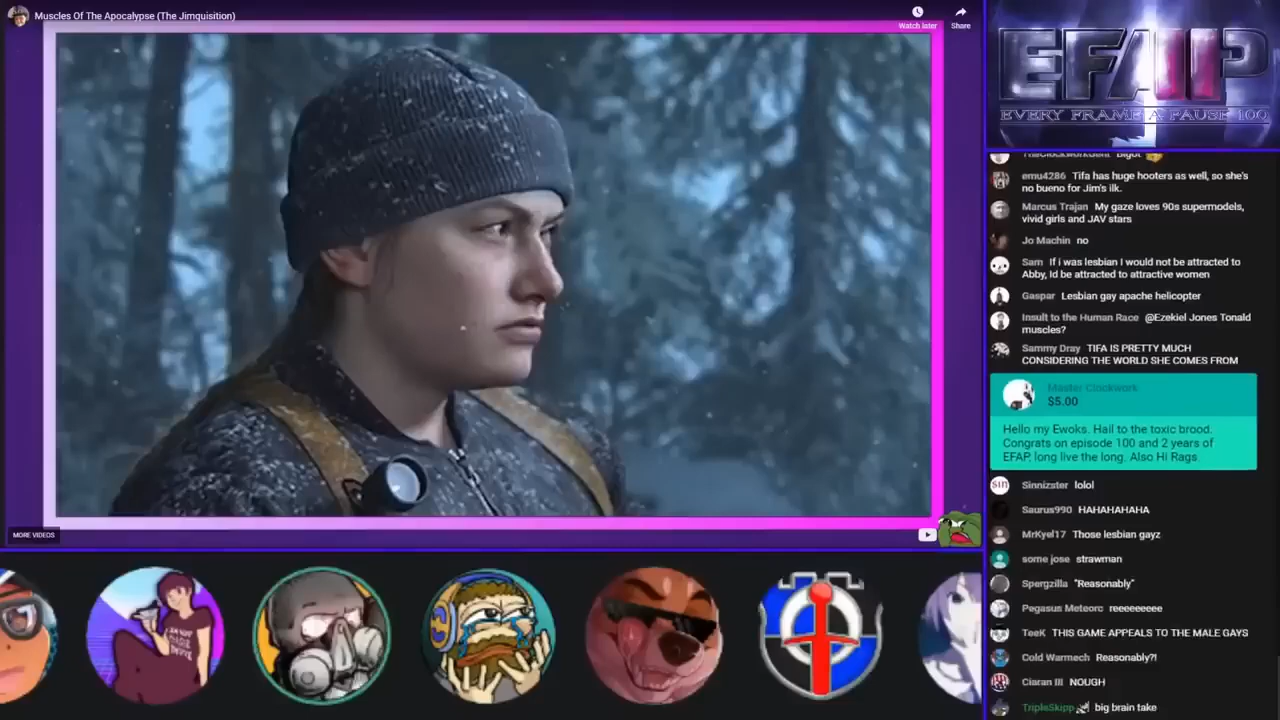 Muscles Of The Apocalypse (The Jimquisition)
Watch later
Share
MORE VIDEOS
EFAP
EVERY FRAME A PAUSE 100
emu4286 Tifa has huge hooters as well, so she's
no bueno for Jim's ilk.
Marcus Trajan My gaze loves 90s supermodels,
vivid girls and JAV stars
Jo Machin no
Sam If i was lesbian I would not be attracted to
Abby, Id be attracted to attractive women
Gaspar Lesbian gay apache helicopter
Insult to the Human Race @Ezekiel Jones Tonald
muscles?
Sammy Dray TIFA IS PRETTY MUCH
CONSIDERING THE WORLD SHE COMES FROM
Master Clockwork
$5.00
Hello my Ewoks. Hail to the toxic brood.
Congrats on episode 100 and 2 years of
EFAP, long live the long. Also Hi Rags
Sinnizster lolol
Saurus990 HAHAHAHAHA
MrKyel17 Those lesbian gayz
some jose strawman
Spergzilla "Reasonably"
Pegasus Meteorc reeeeeeeee
TeeK THIS GAME APPEALS TO THE MALE GAYS
Cold Warmech Reasonably?!
Ciaran Ill NOUGH
TripleSkipp big brain take